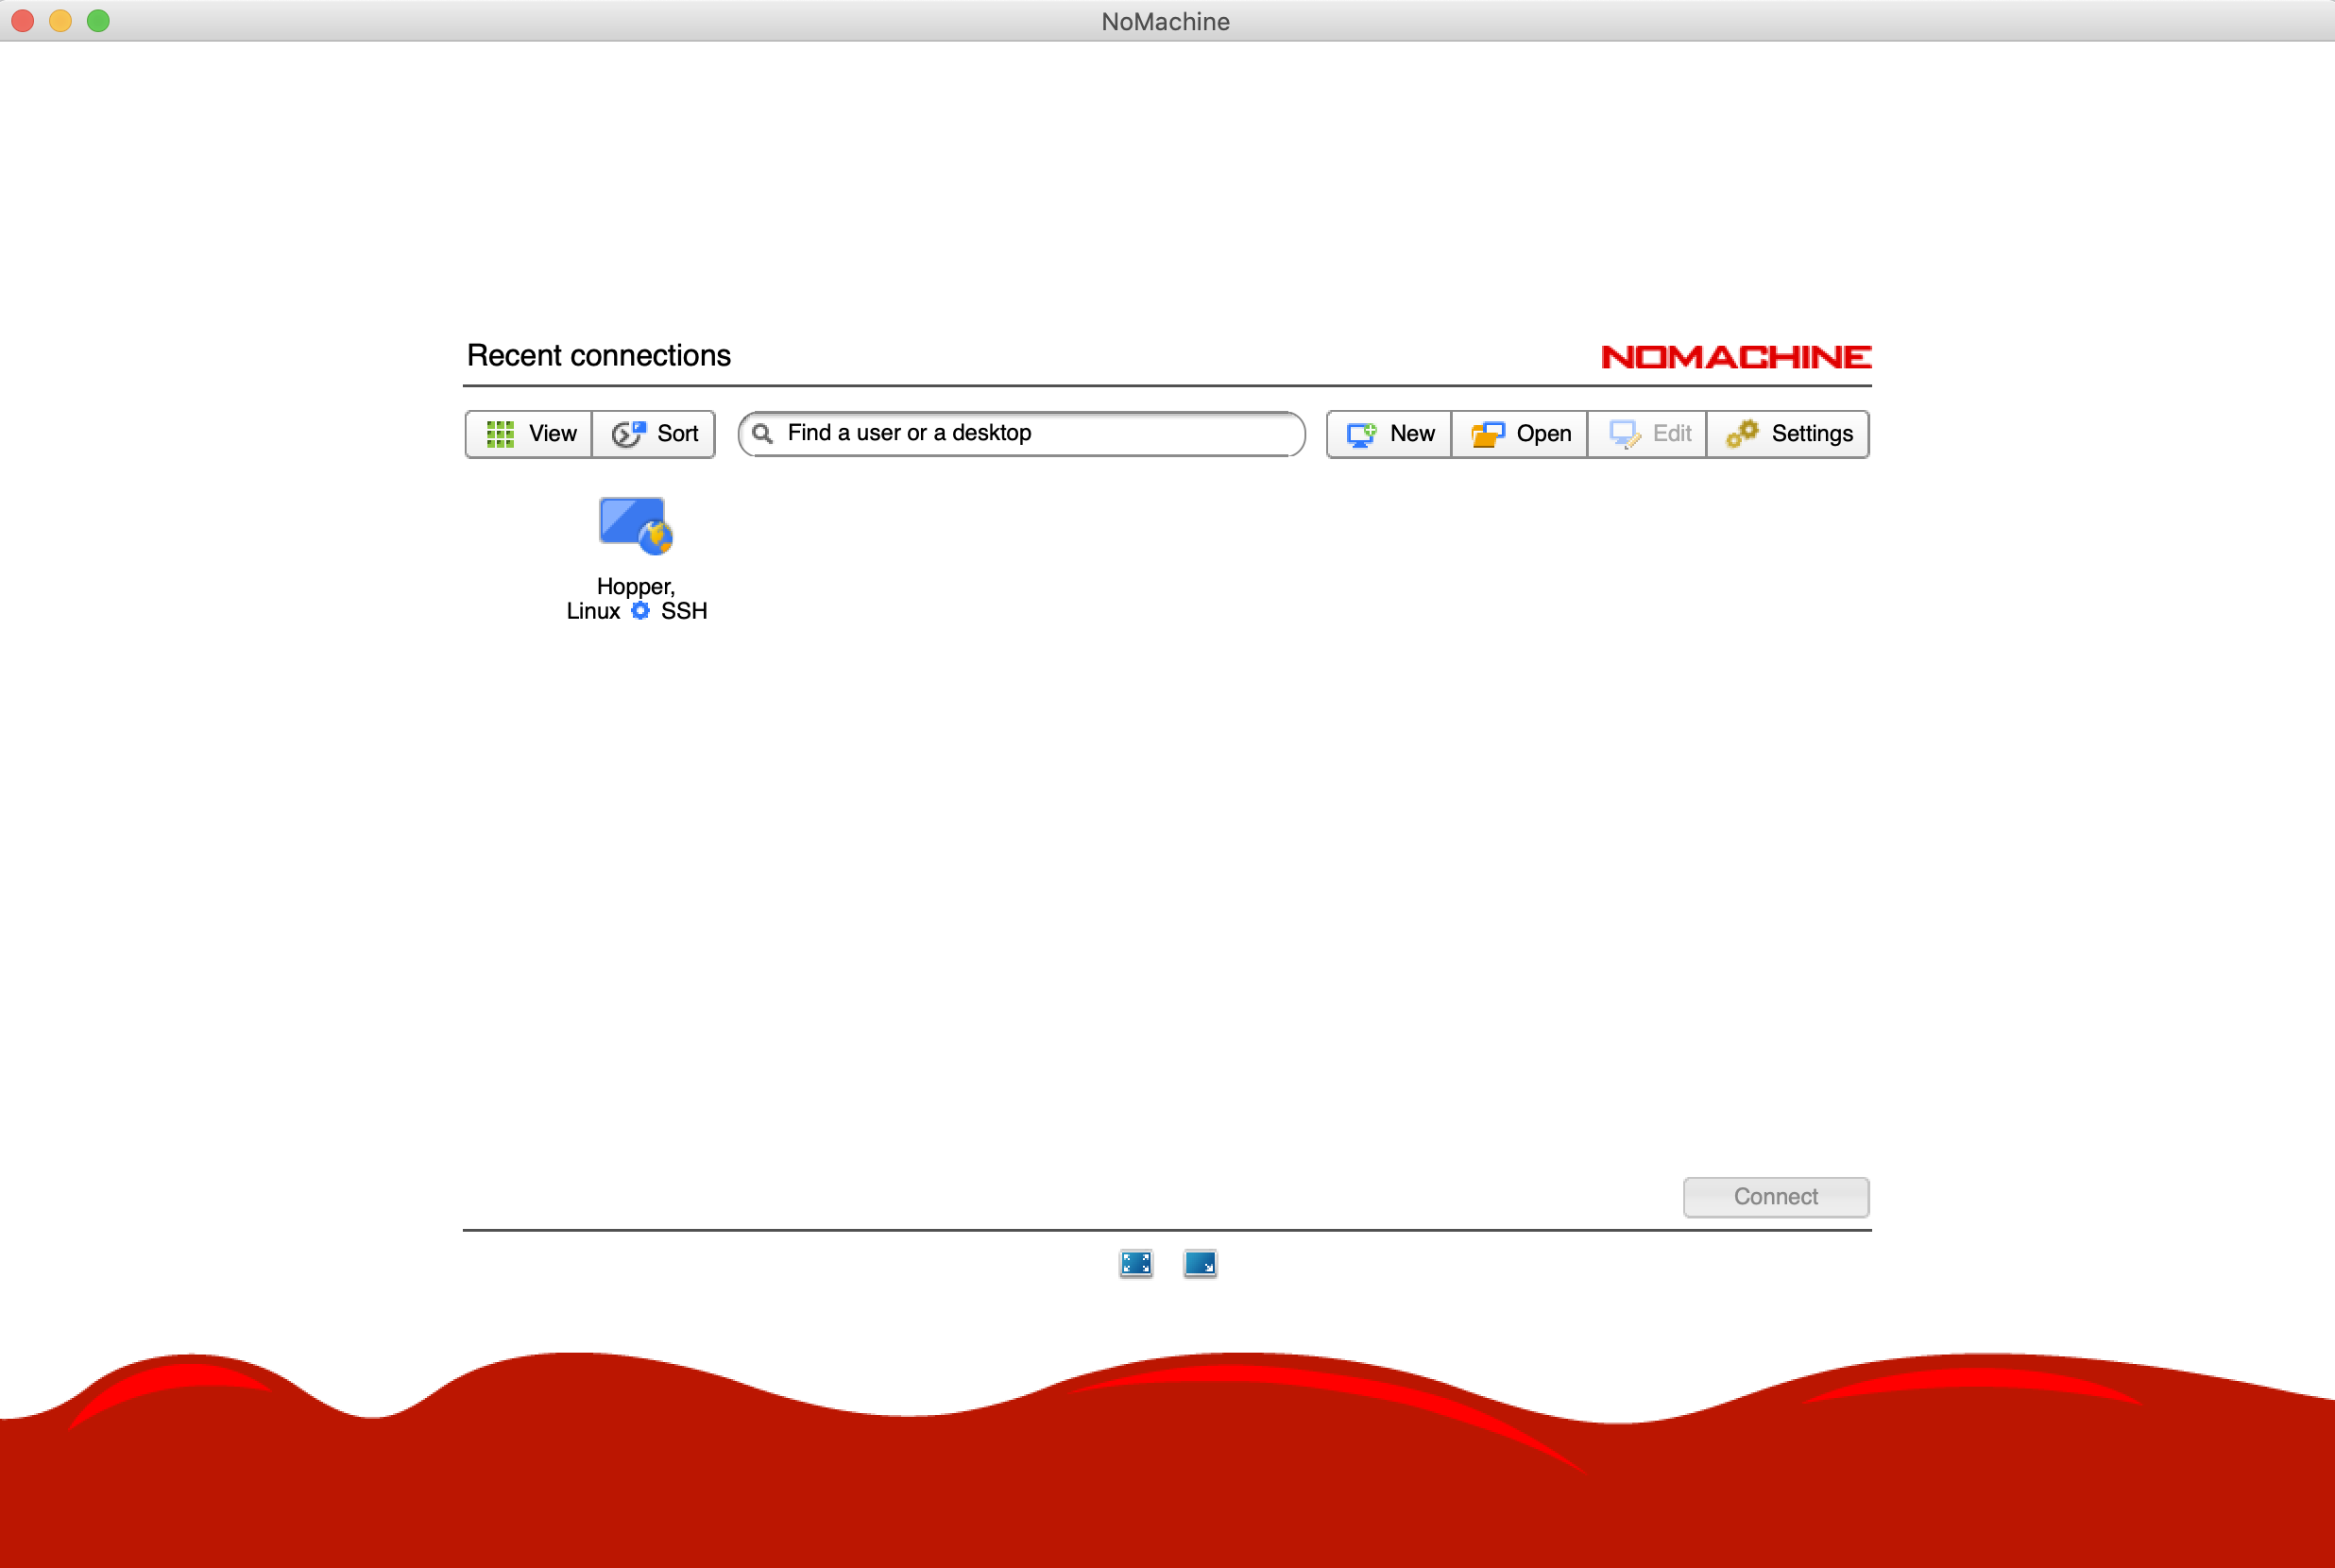 NoMachine
Recent connections
NOMACHINE
View
Sort
Find a user or a desktop
New
Open
Edit
Settings
Hopper,
Linux SSH
Connect